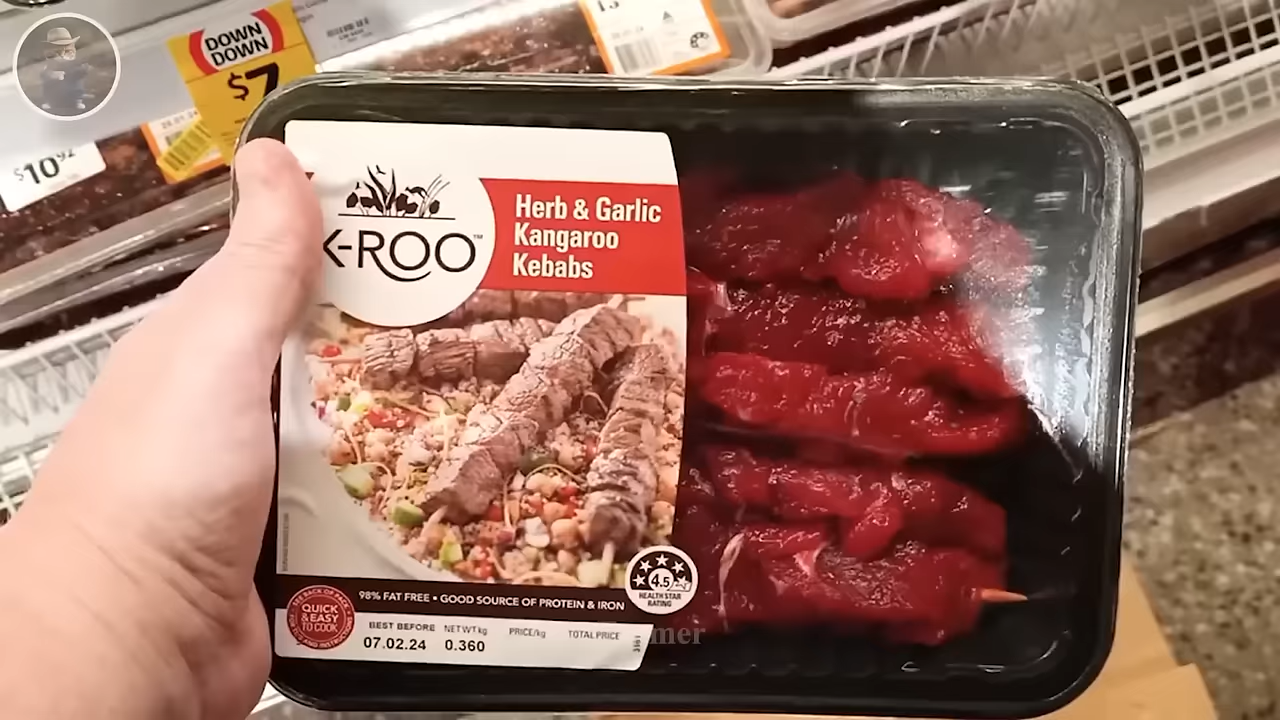 DOWN
DOWN
$7
$10
K-ROO™
Herb & Garlic
Kangaroo
Kebabs
4.5
HEALTH STAR
RATING
98% FAT FREE • GOOD SOURCE OF PROTEIN & IRON
QUICK
& EASY
TO COOK
BEST BEFORE
07.02.24
NET WT kg
0.360
PRICE/kg
TOTAL PRICE
mer